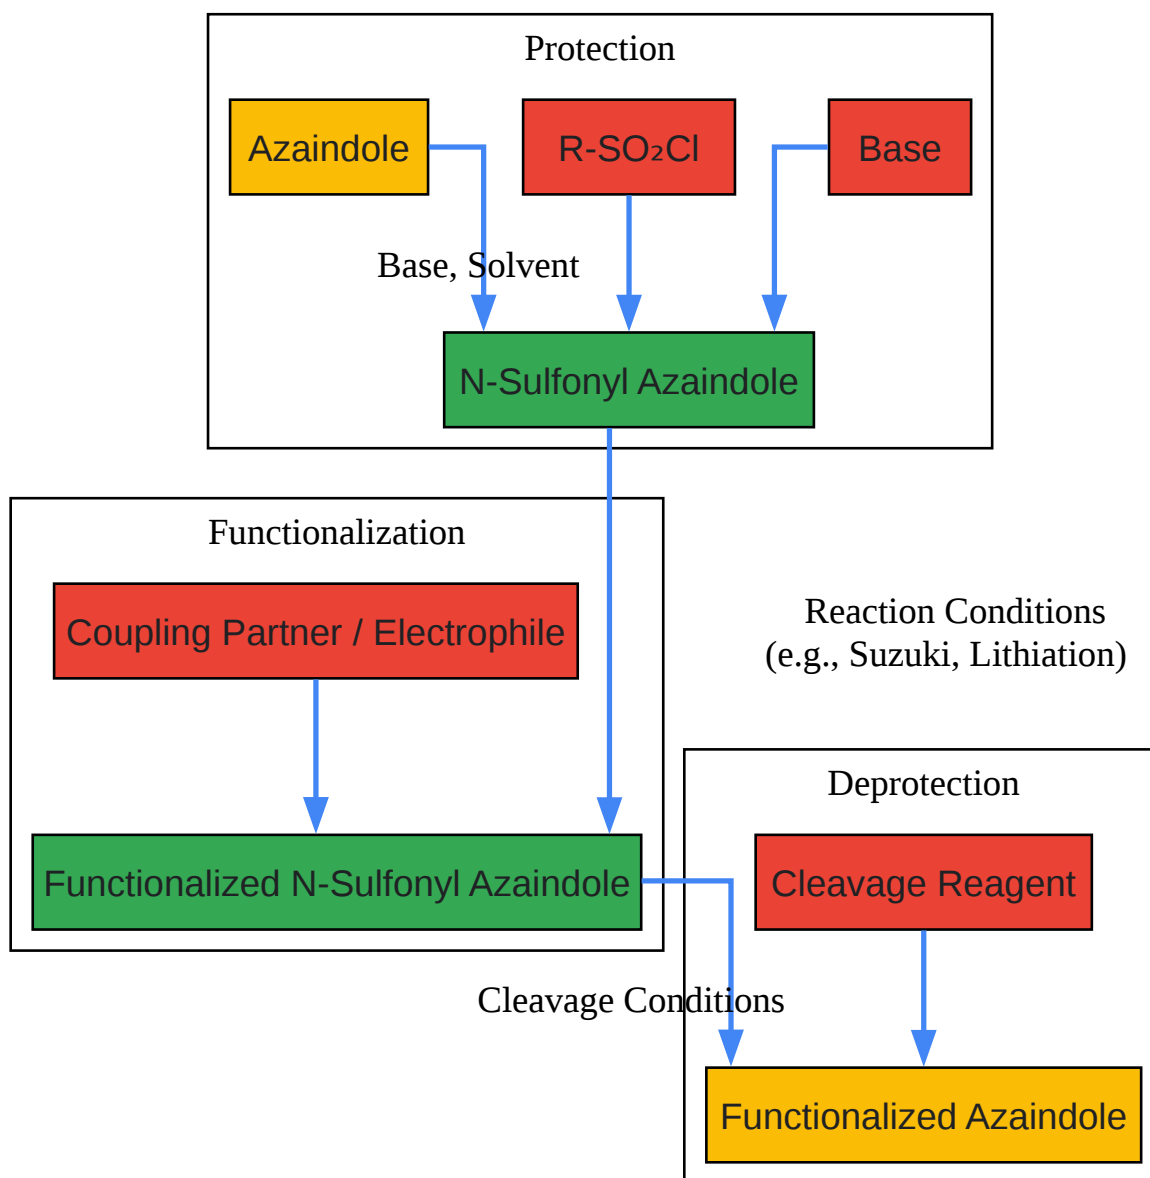 Protection
Azaindole
R-SO₂Cl
Base
Base, Solvent
N-Sulfonyl Azaindole
Functionalization
Coupling Partner / Electrophile
Reaction Conditions
(e.g., Suzuki, Lithiation)
Deprotection
Functionalized N-Sulfonyl Azaindole
Cleavage Reagent
Cleavage Conditions
Functionalized Azaindole